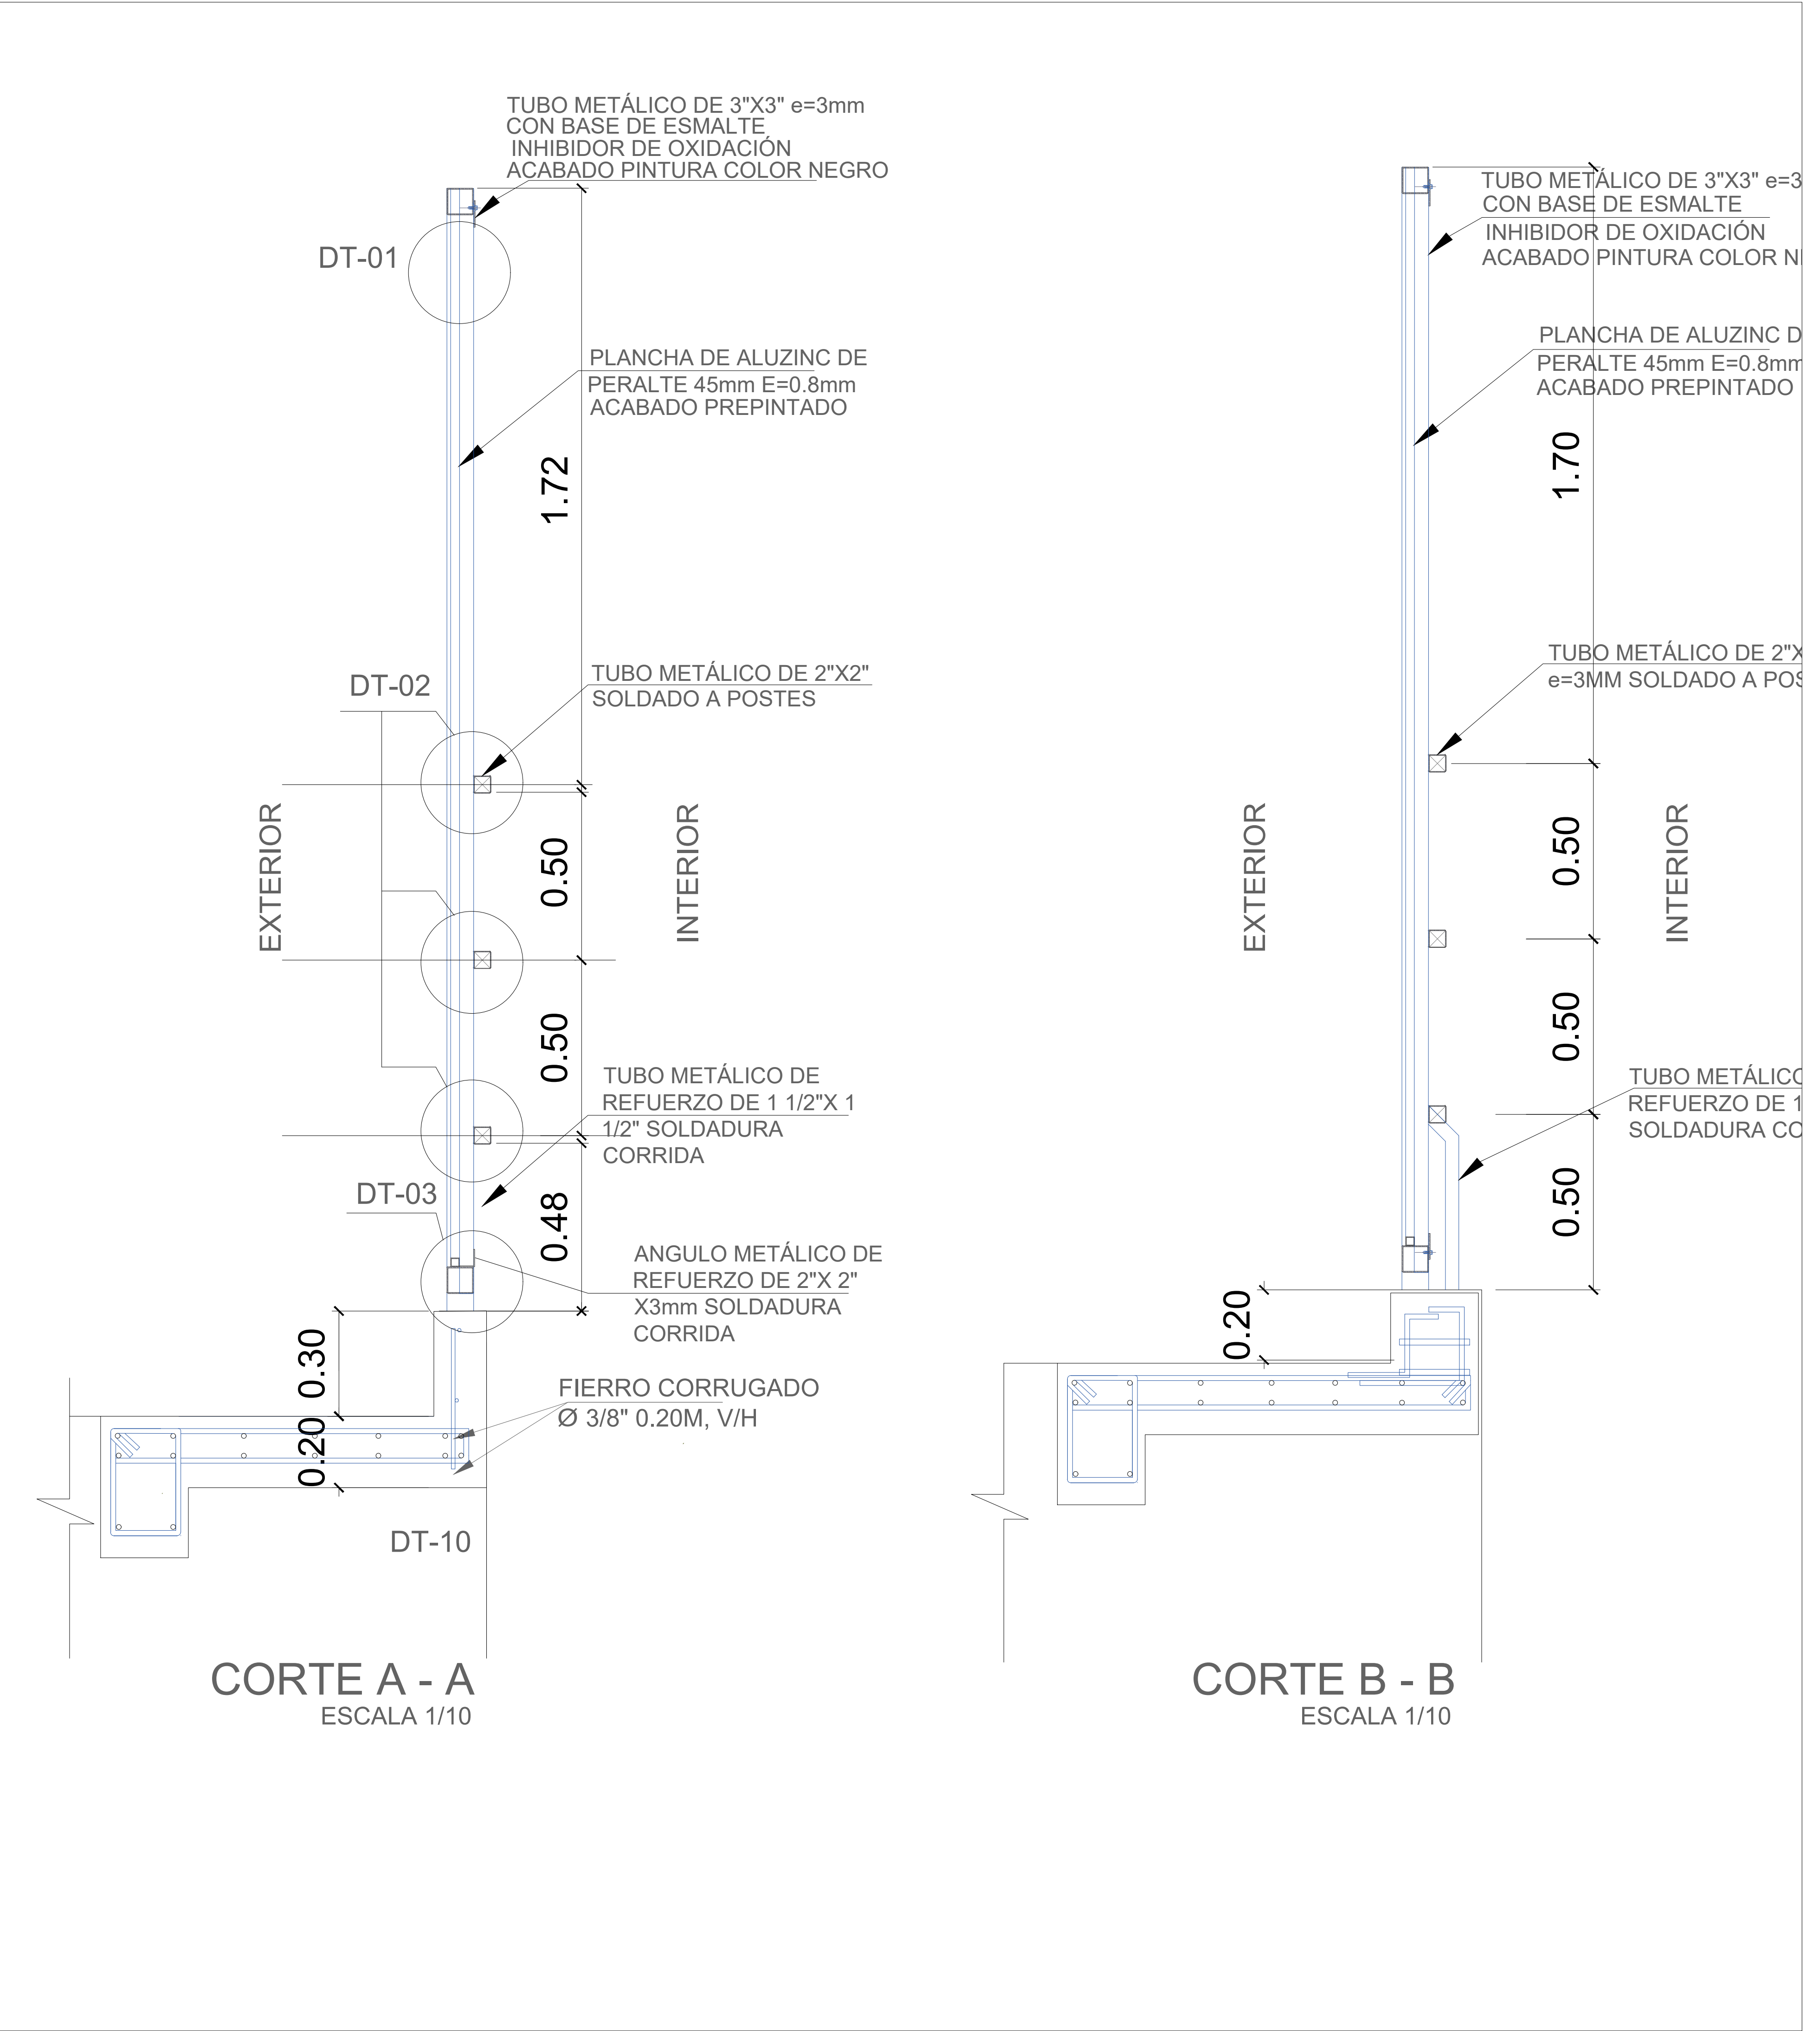 TUBO METÁLICO DE 3"X3" e=3mm
CON BASE DE ESMALTE
INHIBIDOR DE OXIDACIÓN
ACABADO PINTURA COLOR NEGRO
DT-01
PLANCHA DE ALUZINC DE
PERALTE 45mm E=0.8mm
ACABADO PREPINTADO
1.72
TUBO METÁLICO DE 2"X2"
SOLDADO A POSTES
DT-02
EXTERIOR
INTERIOR
0.50
0.50
TUBO METÁLICO DE
REFUERZO DE 1 1/2"X 1
1/2" SOLDADURA
CORRIDA
DT-03
0.48
ANGULO METÁLICO DE
REFUERZO DE 2"X 2"
X3mm SOLDADURA
CORRIDA
0.30
0.20
FIERRO CORRUGADO
Ø 3/8" 0.20M, V/H
DT-10
CORTE A - A
ESCALA 1/10
TUBO METÁLICO DE 3"X3" e=3
CON BASE DE ESMALTE
INHIBIDOR DE OXIDACIÓN
ACABADO PINTURA COLOR
PLANCHA DE ALUZINC
PERALTE 45mm E=0.8mm
ACABADO PREPINTADO
1.70
TUBO METÁLICO DE 2"X
e=3MM SOLDADO A
EXTERIOR
INTERIOR
0.50
0.50
TUBO METÁLICO
REFUERZO DE 1
SOLDADURA
0.50
0.20
CORTE B - B
ESCALA 1/10